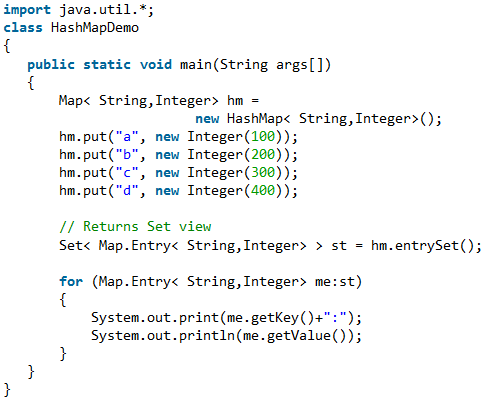 import java.util.*;
class HashMapDemo
{
   public static void main(String args[])
   {
       Map< String,Integer> hm =
                        new HashMap< String,Integer>();
       hm.put("a", new Integer(100));
       hm.put("b", new Integer(200));
       hm.put("c", new Integer(300));
       hm.put("d", new Integer(400));

       // Returns Set view
       Set< Map.Entry< String,Integer> > st = hm.entrySet();

       for (Map.Entry< String,Integer> me:st)
       {
           System.out.print(me.getKey()+":");
           System.out.println(me.getValue());
       }
   }
}